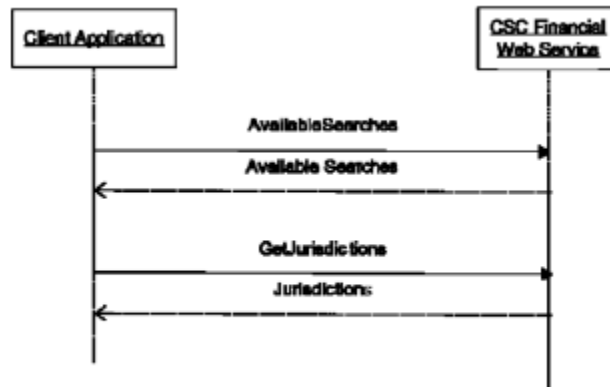 Client Application
CSC Financial
Web Service
AvailableSearches
Available Searches
GetJurisdictions
Jurisdictions